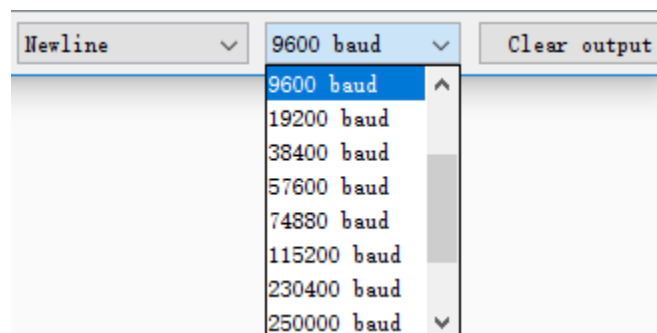 Newline
9600 baud
Clear output
9600 baud
19200 baud
38400 baud
57600 baud
74880 baud
115200 baud
230400 baud
250000 baud